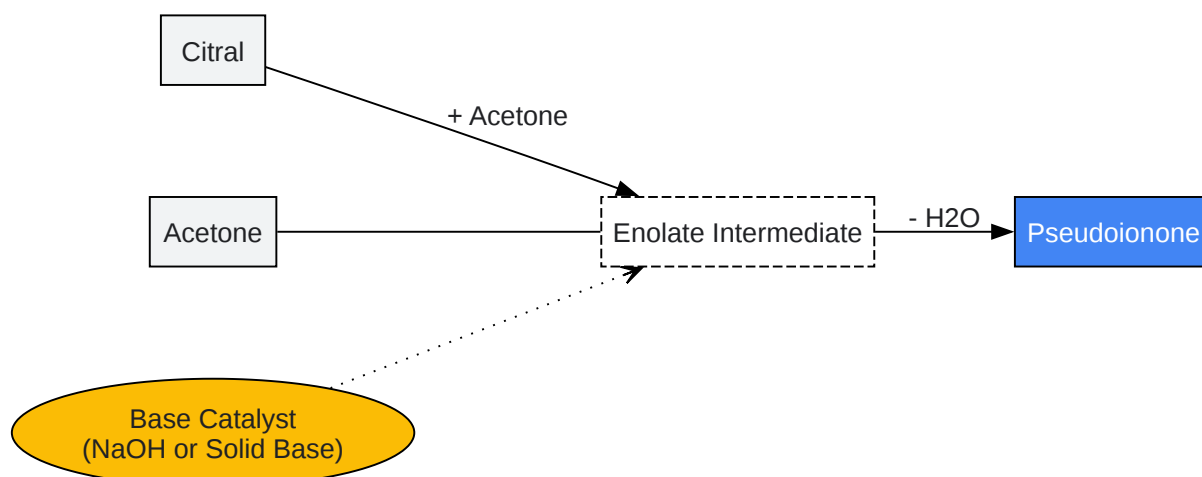 Citral
+ Acetone
Acetone
Enolate Intermediate
- H2O
Pseudoionone
Base Catalyst
(NaOH or Solid Base)